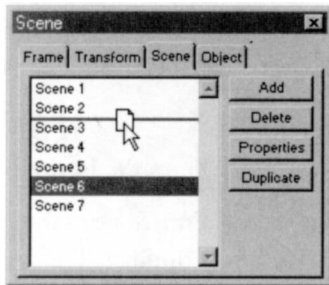 Scene
Frame Transform Scene Object
Scene 1
Scene 2
Scene 3
Scene 4
Scene 5
Scene 6
Scene 7
Add
Delete
Properties
Duplicate